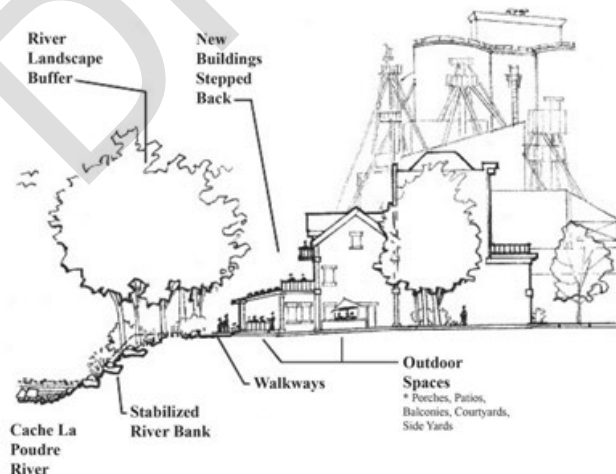 River
Landscape
Buffer
New
Buildings
Stepped
Back
Walkways
Outdoor
Spaces
* Porches, Patios,
Balconies, Courtyards,
Side Yards
Stabilized
River Bank
Cache La
Poudre
River